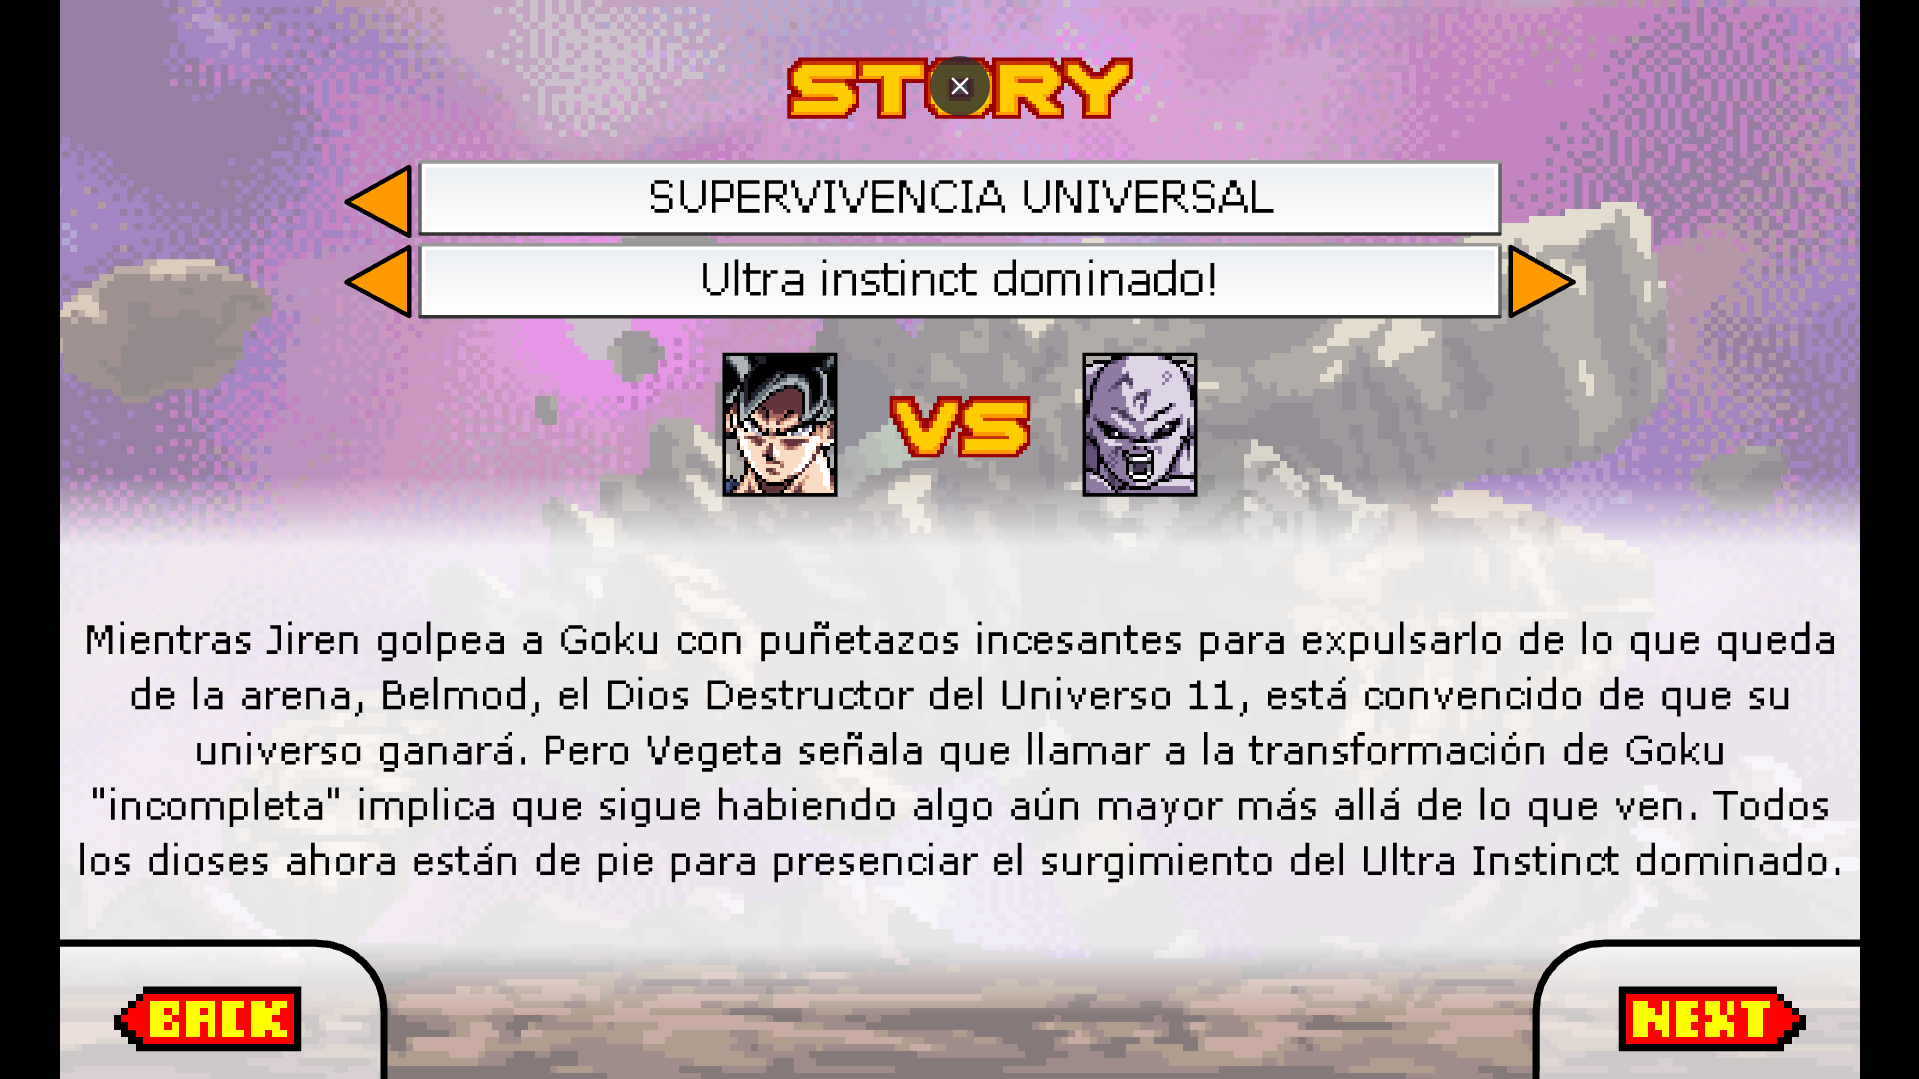 STORY
SUPERVIVENCIA UNIVERSAL
Ultra instinct dominado!
VS
Mientras Jiren golpea a Goku con puñetazos incesantes para expulsarlo de lo que queda
de la arena, Belmod, el Dios Destructor del Universo 11, está convencido de que su
universo ganará. Pero Vegeta señala que llamar a la transformación de Goku
"incompleta" implica que sigue habiendo algo aún mayor más allá de lo que ven. Todos
los dioses ahora están de pie para presenciar el surgimiento del Ultra Instinct dominado.
BACK
NEXT